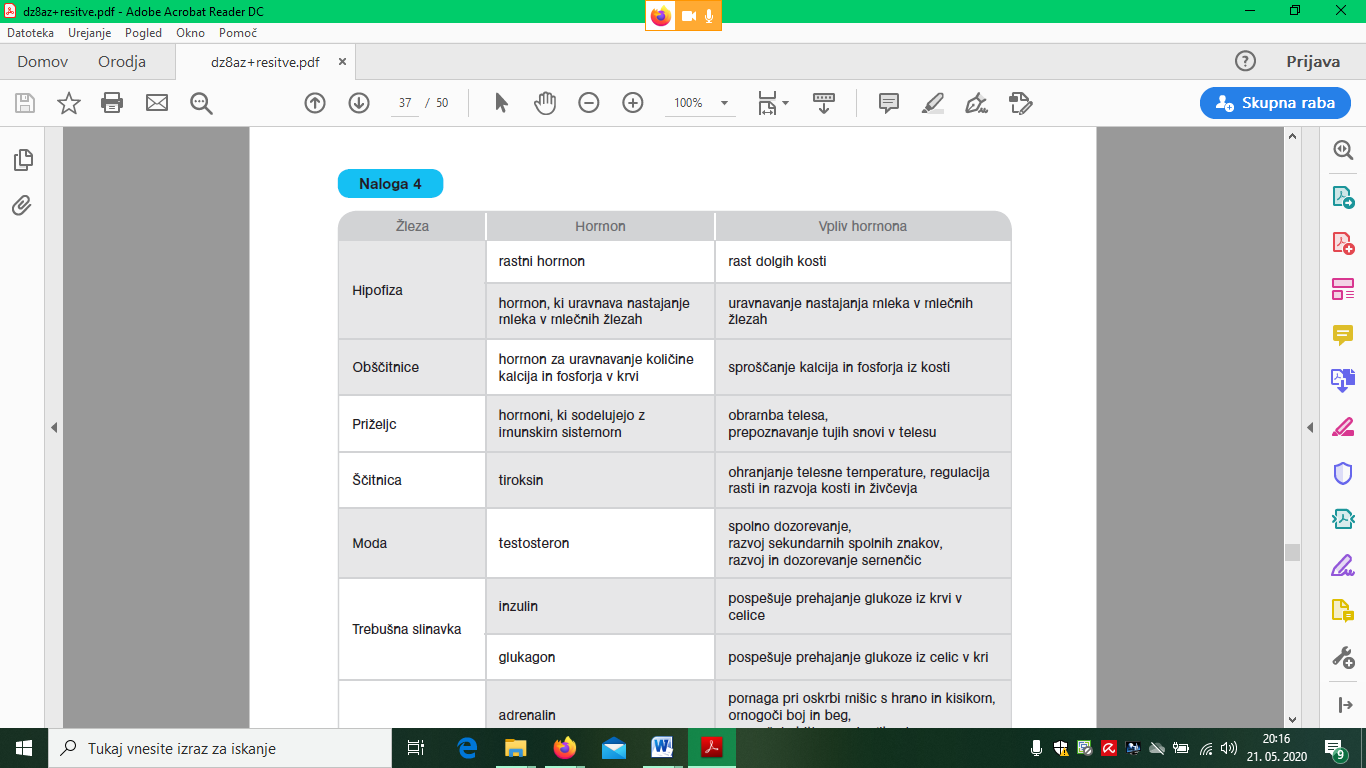 dz8az+resitve.pdf - Adobe Acrobat Reader DC
Datoteka Urejanje Pogled Okno Pomoč
Domov Orodja dz8az+resitve.pdf × Prijava
37 / 50 100% Skupna raba
Naloga 4
Žleza Hormon Vpliv hormona
Hipofiza
rastni hormon
rast dolgih kosti
hormon, ki uravnava nastajanje
mleka v mlečnih žlezah
uravnavanje nastajanja mleka v mlečnih
žlezah
Obščitnice
hormon za uravnavanje količine
kalcija in fosforja v krvi
sproščanje kalcija in fosforja iz kosti
Priželjc
hormoni, ki sodelujejo z
imunskim sistemom
obramba telesa,
prepoznavanje tujih snovi v telesu
Ščitnica
tiroksin
ohranjanje telesne temperature, regulacija
rasti in razvoja kosti in živčevja
Moda
testosteron
spolno dozorevanje,
razvoj sekundarnih spolnih znakov,
razvoj in dozorevanje semenčic
Trebušna slinavka
inzulin
pospešuje prehajanje glukoze iz krvi v
celice
glukagon
pospešuje prehajanje glukoze iz celic v kri
adrenalin
pomaga pri oskrbi mišic s hrano in kisikom,
omogoči boj in beg,
Tukaj vnesite izraz za iskanje
20:16
21. 05. 2020
9